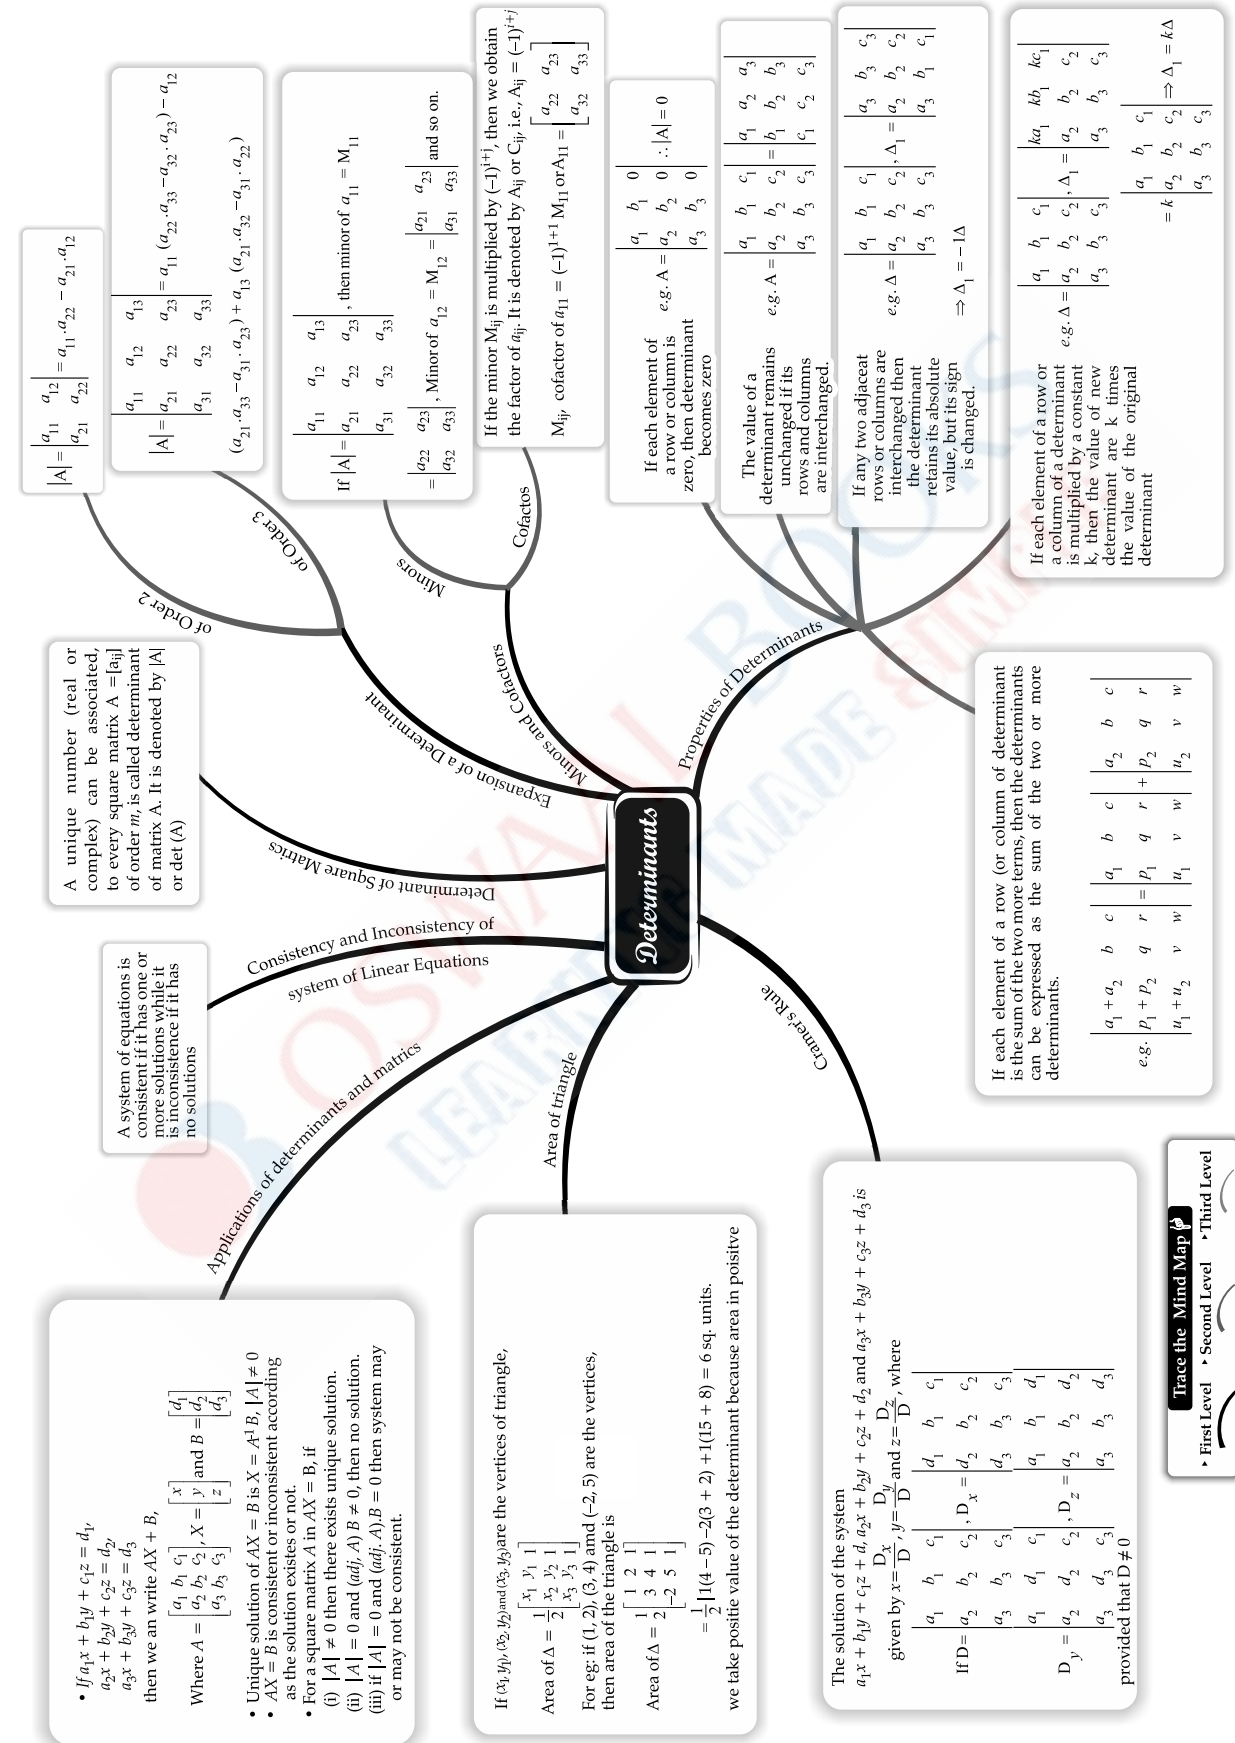 Determinants
Expansion of a Determinant
of Order 2
|A| = | a11 a12 | = a11.a22 − a21.a12
| a21 a22 |
of Order 3
| a11 a12 a13 |
|A| = | a21 a22 a23 | = a11 (a22.a33 − a32.a23) − a12
| a31 a32 a33 |
(a21.a33 − a31.a23) + a13 (a21.a32 − a31.a22)
Minors and Cofactors
Minors
| a11 a12 a13 |
If |A| = | a21 a22 a23 | , then minor of a11 = M11
| a31 a32 a33 |
= | a22 a23 | , Minor of a12 = M12 = | a21 a23 | and so on.
| a32 a33 | | a31 a33 |
Cofactos
If the minor Mij is multiplied by (−1)i+j, then we obtain
the factor of aij. It is denoted by Aij or Cij, i.e., Aij = (−1)i+j
Mij, cofactor of a11 = (−1)1+1 M11 or A11 = [ a22 a23 ]
[ a32 a33 ]
Properties of Determinants
If each element of
a row or column is
zero, then determinant
becomes zero
| a1 b1 0 |
e.g. A = | a2 b2 0 | ∴ |A| = 0
| a3 b3 0 |
The value of a
determinant remains
unchanged if its
rows and columns
are interchanged.
| a1 b1 c1 | | a1 a2 a3 |
e.g. A = | a2 b2 c2 | = | b1 b2 b3 |
| a3 b3 c3 | | c1 c2 c3 |
If any two adjaceat
rows or columns are
interchanged then
the determinant
retains its absolute
value, but its sign
is changed.
| a1 b1 c1 | | a3 b3 c3 |
e.g. Δ = | a2 b2 c2 | , Δ1 = | a2 b2 c2 |
| a3 b3 c3 | | a3 b1 c1 |
⇒ Δ1 = −1Δ
If each element of a row or
a column of a determinant
is multiplied by a constant
k, then the value of new
determinant are k times
the value of the original
determinant
| a1 b1 c1 | | ka1 kb1 kc1 |
e.g. Δ = | a2 b2 c2 | , Δ1 = | a2 b2 c2 |
| a3 b3 c3 | | a3 b3 c3 |
| a1 b1 c1 |
= k | a2 b2 c2 | ⇒ Δ1 = kΔ
| a3 b3 c3 |
If each element of a row (or column of determinant
is the sum of the two more terms, then the determinants
can be expressed as the sum of the two or more
determinants.
| a1 + a2 b c | | a1 b c | | a2 b c |
e.g. | p1 + p2 q r | = | p1 q r | + | p2 q r |
| u1 + u2 v w | | u1 v w | | u2 v w |
Determinant of Square Matrics
A unique number (real or
complex) can be associated,
to every square matrix A =[aij]
of order m, is called determinant
of matrix A. It is denoted by |A|
or det (A)
Consistency and Inconsistency of
system of Linear Equations
A system of equations is
consistent if it has one or
more solutions while it
is inconsistence if it has
no solutions
Applications of determinants and matrics
• If a1x + b1y + c1z = d1,
a2x + b2y + c2z = d2,
a3x + b3y + c3z = d3
then we an write AX + B,
[ a1 b1 c1 ] [ x ] [ d1 ]
Where A = [ a2 b2 c2 ] , X = [ y ] and B = [ d2 ]
[ a3 b3 c3 ] [ z ] [ d3 ]
• Unique solution of AX = B is X = A-1B, |A| ≠ 0
• AX = B is consistent or inconsistent according
as the solution existes or not.
• For a square matrix A in AX = B, if
(i) |A| ≠ 0 then there exists unique solution.
(ii) |A| = 0 and (adj, A) B ≠ 0, then no solution.
(iii) if |A| = 0 and (adj. A).B = 0 then system may
or may not be consistent.
Area of triangle
If (x1, y1), (x2, y2) and (x3, y3) are the vertices of triangle,
[ x1 y1 1 ]
Area of Δ = 1/2 [ x2 y2 1 ]
[ x3 y3 1 ]
For eg: if (1, 2), (3, 4) and (−2, 5) are the vertices,
then area of the triangle is
[ 1 2 1 ]
Area of Δ = 1/2 [ 3 4 1 ]
[ −2 5 1 ]
= 1/2 |1(4 − 5) −2(3 + 2) +1(15 + 8) = 6 sq. units.
we take positie value of the determinant because area in poisitve
Cramer's Rule
The solution of the system
a1x + b1y + c1z + d, a2x + b2y + c2z + d2 and a3x + b3y + c3z + d3 is
given by x = Dx/D , y = Dy/D and z = Dz/D , where
| a1 b1 c1 | | d1 b1 c1 |
If D = | a2 b2 c2 | , Dx = | d2 b2 c2 |
| a3 b3 c3 | | d3 b3 c3 |
| a1 d1 c1 | | a1 b1 d1 |
Dy = | a2 d2 c2 | , Dz = | a2 b2 d2 |
| a3 d3 c3 | | a3 b3 d3 |
provided that D ≠ 0
Trace the Mind Map
First Level Second Level Third Level
OSWAAL BOOKS
LEARNING MADE SIMPLE